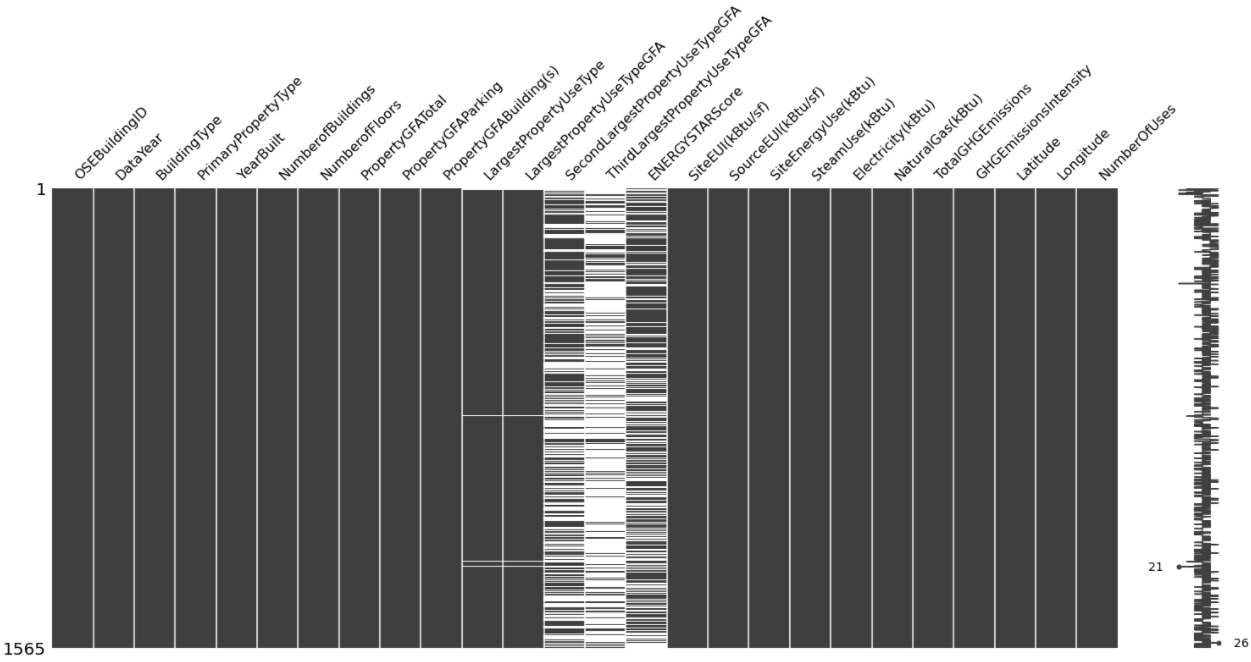 OSEBuildingID
DataYear
BuildingType
PrimaryPropertyType
YearBuilt
NumberofBuildings
NumberofFloors
PropertyGFATotal
PropertyGFAParking
PropertyGFABuilding(s)
LargestPropertyUseType
LargestPropertyUseTypeGFA
SecondLargestPropertyUseTypeGFA
ThirdLargestPropertyUseTypeGFA
ENERGYSTARScore
SiteEUI(kBtu/sf)
SourceEUI(kBtu/sf)
SiteEnergyUse(kBtu)
SteamUse(kBtu)
Electricity(kBtu)
NaturalGas(kBtu)
TotalGHGEmissions
GHGEmissionsIntensity
Latitude
Longitude
NumberOfUses
1
21
26
1565